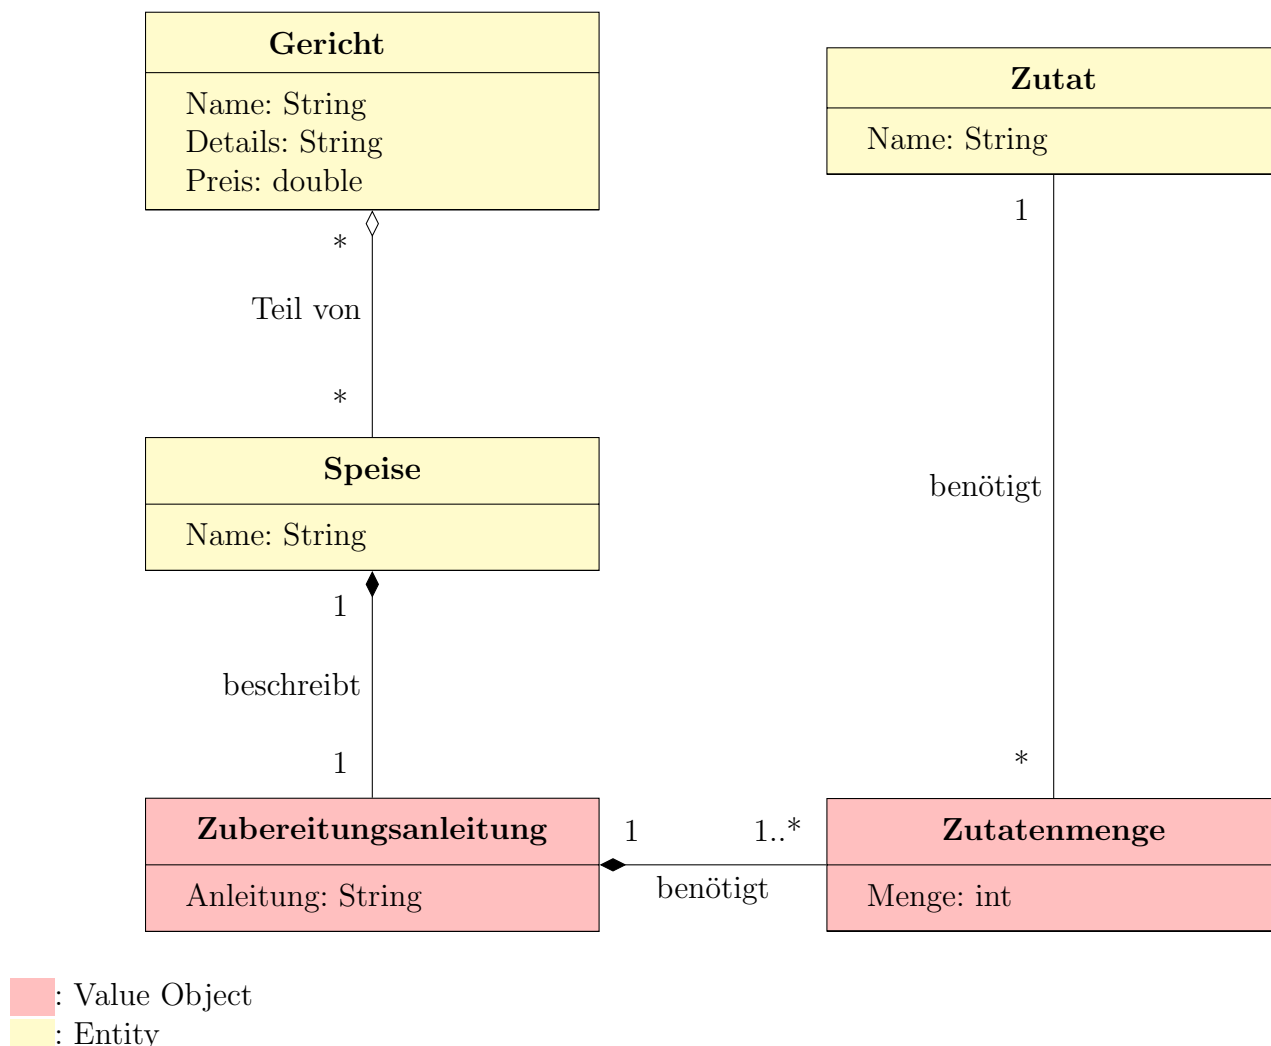 Gericht
Name: String
Details: String
Preis: double
Zutat
Name: String
*
Teil von
*
1
benötigt
*
Speise
Name: String
1
beschreibt
1
Zubereitungsanleitung
Anleitung: String
1
1..*
benötigt
Zutatenmenge
Menge: int
: Value Object
: Entity